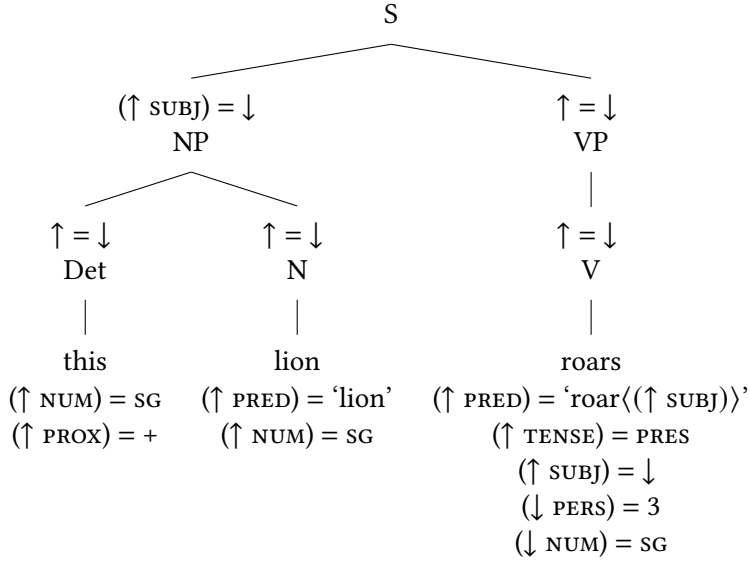 S
(↑ SUBJ) = ↓ ↑ = ↓
NP VP
↑ = ↓ ↑ = ↓ ↑ = ↓
Det N V
this lion roars
(↑ NUM) = SG (↑ PRED) = ‘lion’ (↑ PRED) = ‘roar⟨(↑ SUBJ)⟩’
(↑ PROX) = + (↑ NUM) = SG (↑ TENSE) = PRES
(↑ SUBJ) = ↓
(↓ PERS) = 3
(↓ NUM) = SG